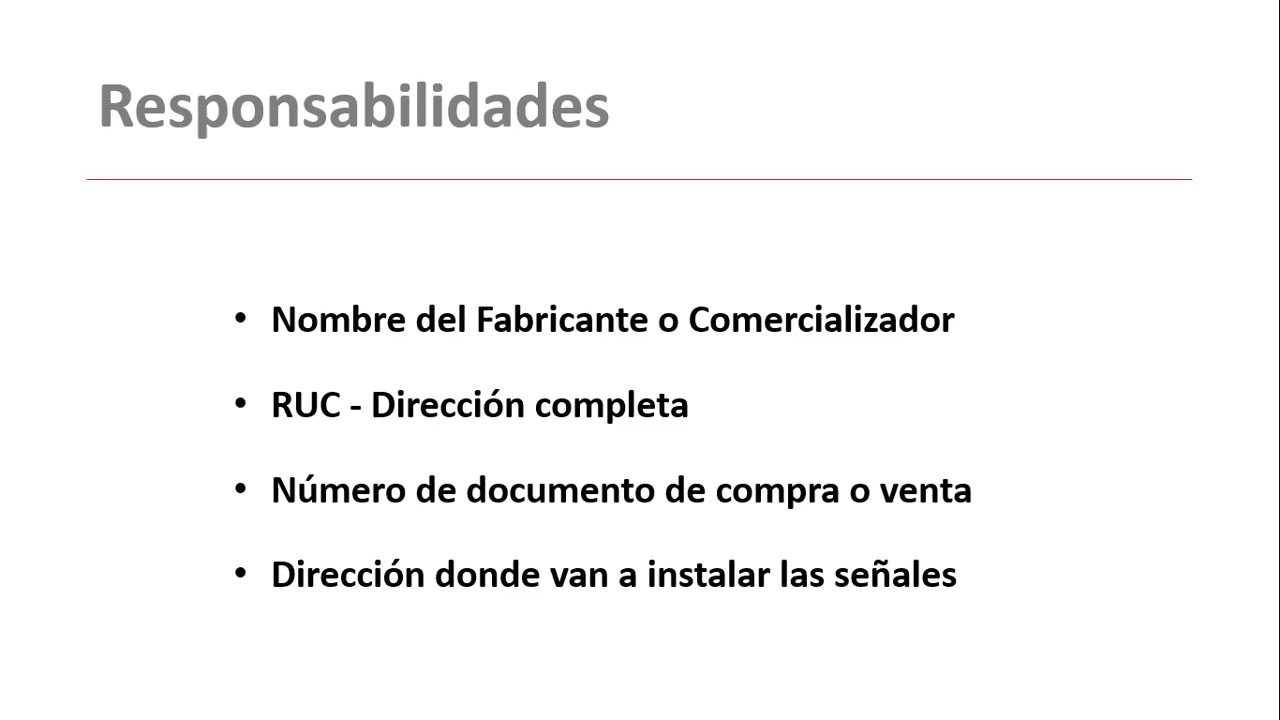 Responsabilidades
• Nombre del Fabricante o Comercializador
• RUC - Dirección completa
• Número de documento de compra o venta
• Dirección donde van a instalar las señales